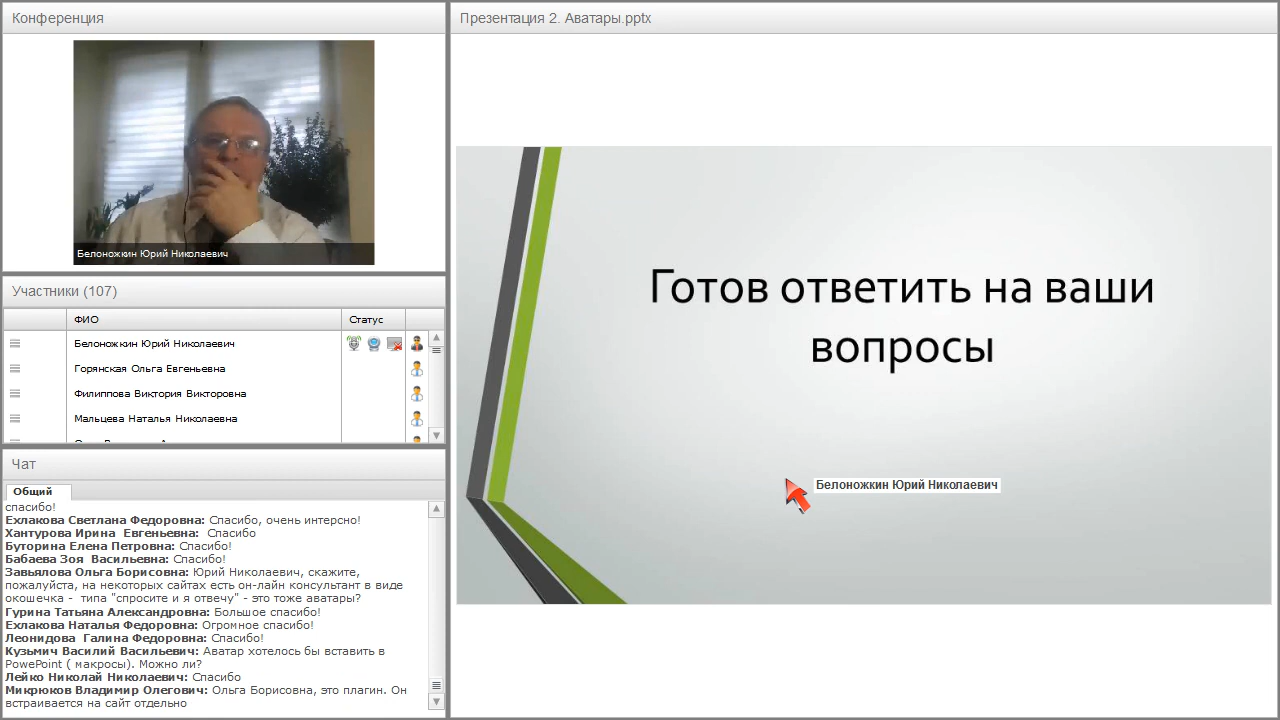 Конференция
Белоножкин Юрий Николаевич
Участники (107)
ФИО
Статус
Белоножкин Юрий Николаевич
Горянская Ольга Евгеньевна
Филиппова Виктория Викторовна
Мальцева Наталья Николаевна
Чат
Общий
спасибо!
Ехлакова Светлана Федоровна: Спасибо, очень интерсно!
Хантурова Ирина Евгеньевна: Спасибо
Буторина Елена Петровна: Спасибо!
Бабаева Зоя Васильевна: Спасибо!
Завьялова Ольга Борисовна: Юрий Николаевич, скажите,
пожалуйста, на некоторых сайтах есть он-лайн консультант в виде
окошечка - типа "спросите и я отвечу" - это тоже аватары?
Гурина Татьяна Александровна: Большое спасибо!
Ехлакова Наталья Федоровна: Огромное спасибо!
Леонидова Галина Федоровна: Спасибо!
Кузьмич Василий Васильевич: Аватар хотелось бы вставить в
PowePoint ( макросы). Можно ли?
Лейко Николай Николаевич: Спасибо
Микрюков Владимир Олегович: Ольга Борисовна, это плагин. Он
встраивается на сайт отдельно
Презентация 2. Аватары.pptx
Готов ответить на ваши
вопросы
Белоножкин Юрий Николаевич